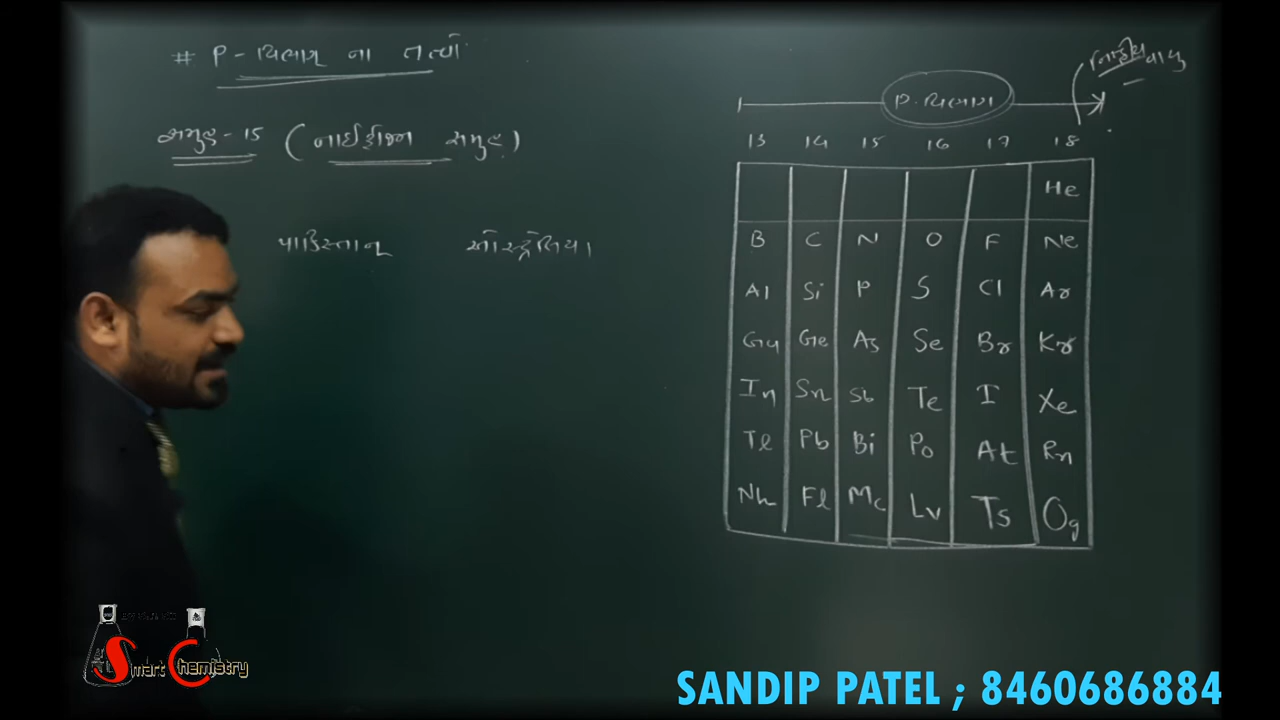 # P-વિભાગ ના તત્વો
સમુહ-15 (નાઈટ્રોજન સમુહ)
પાકિસ્તાન ઓસ્ટ્રેલિયા
નિષ્ક્રિય વાયુ
P-વિભાગ
13 14 15 16 17 18
He
B C N O F Ne
Al Si P S Cl Ar
Ga Ge As Se Br Kr
In Sn Sb Te I Xe
Tl Pb Bi Po At Rn
Nh Fl Mc Lv Ts Og
Smart Chemistry
SANDIP PATEL ; 8460686884